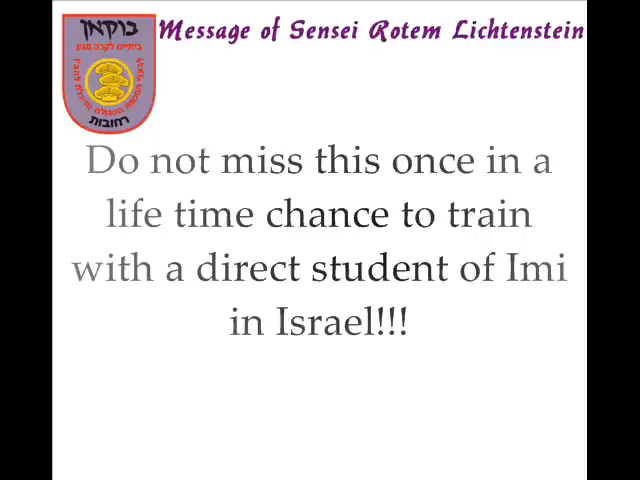 Message of Sensei Rotem Lichtenstein
בוקאן
רחובות
Do not miss this once in a
life time chance to train
with a direct student of Imi
in Israel!!!